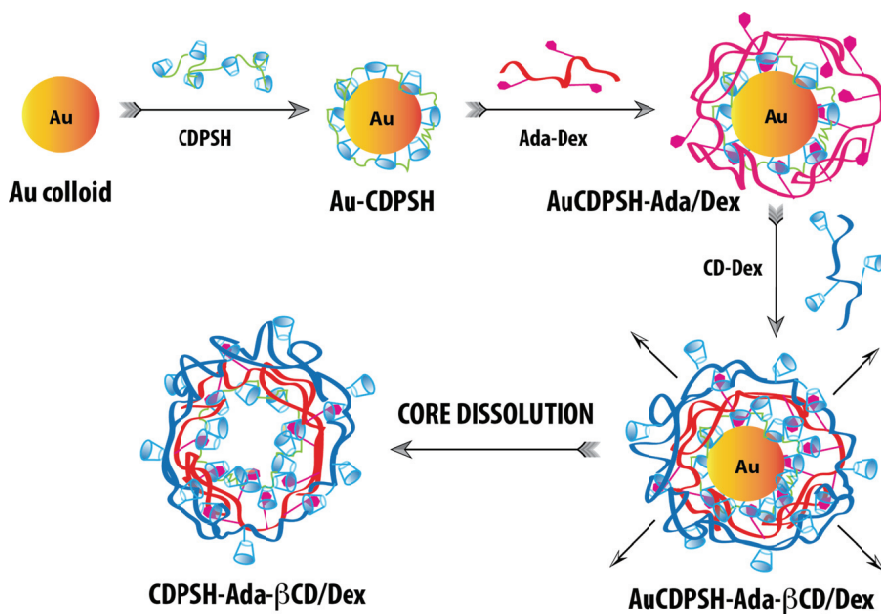 Au
CDPSH
Au colloid
Au
Au-CDPSH
Ada-Dex
Au
AuCDPSH-Ada/Dex
CD-Dex
Au
AuCDPSH-Ada-βCD/Dex
CORE DISSOLUTION
CDPSH-Ada-βCD/Dex